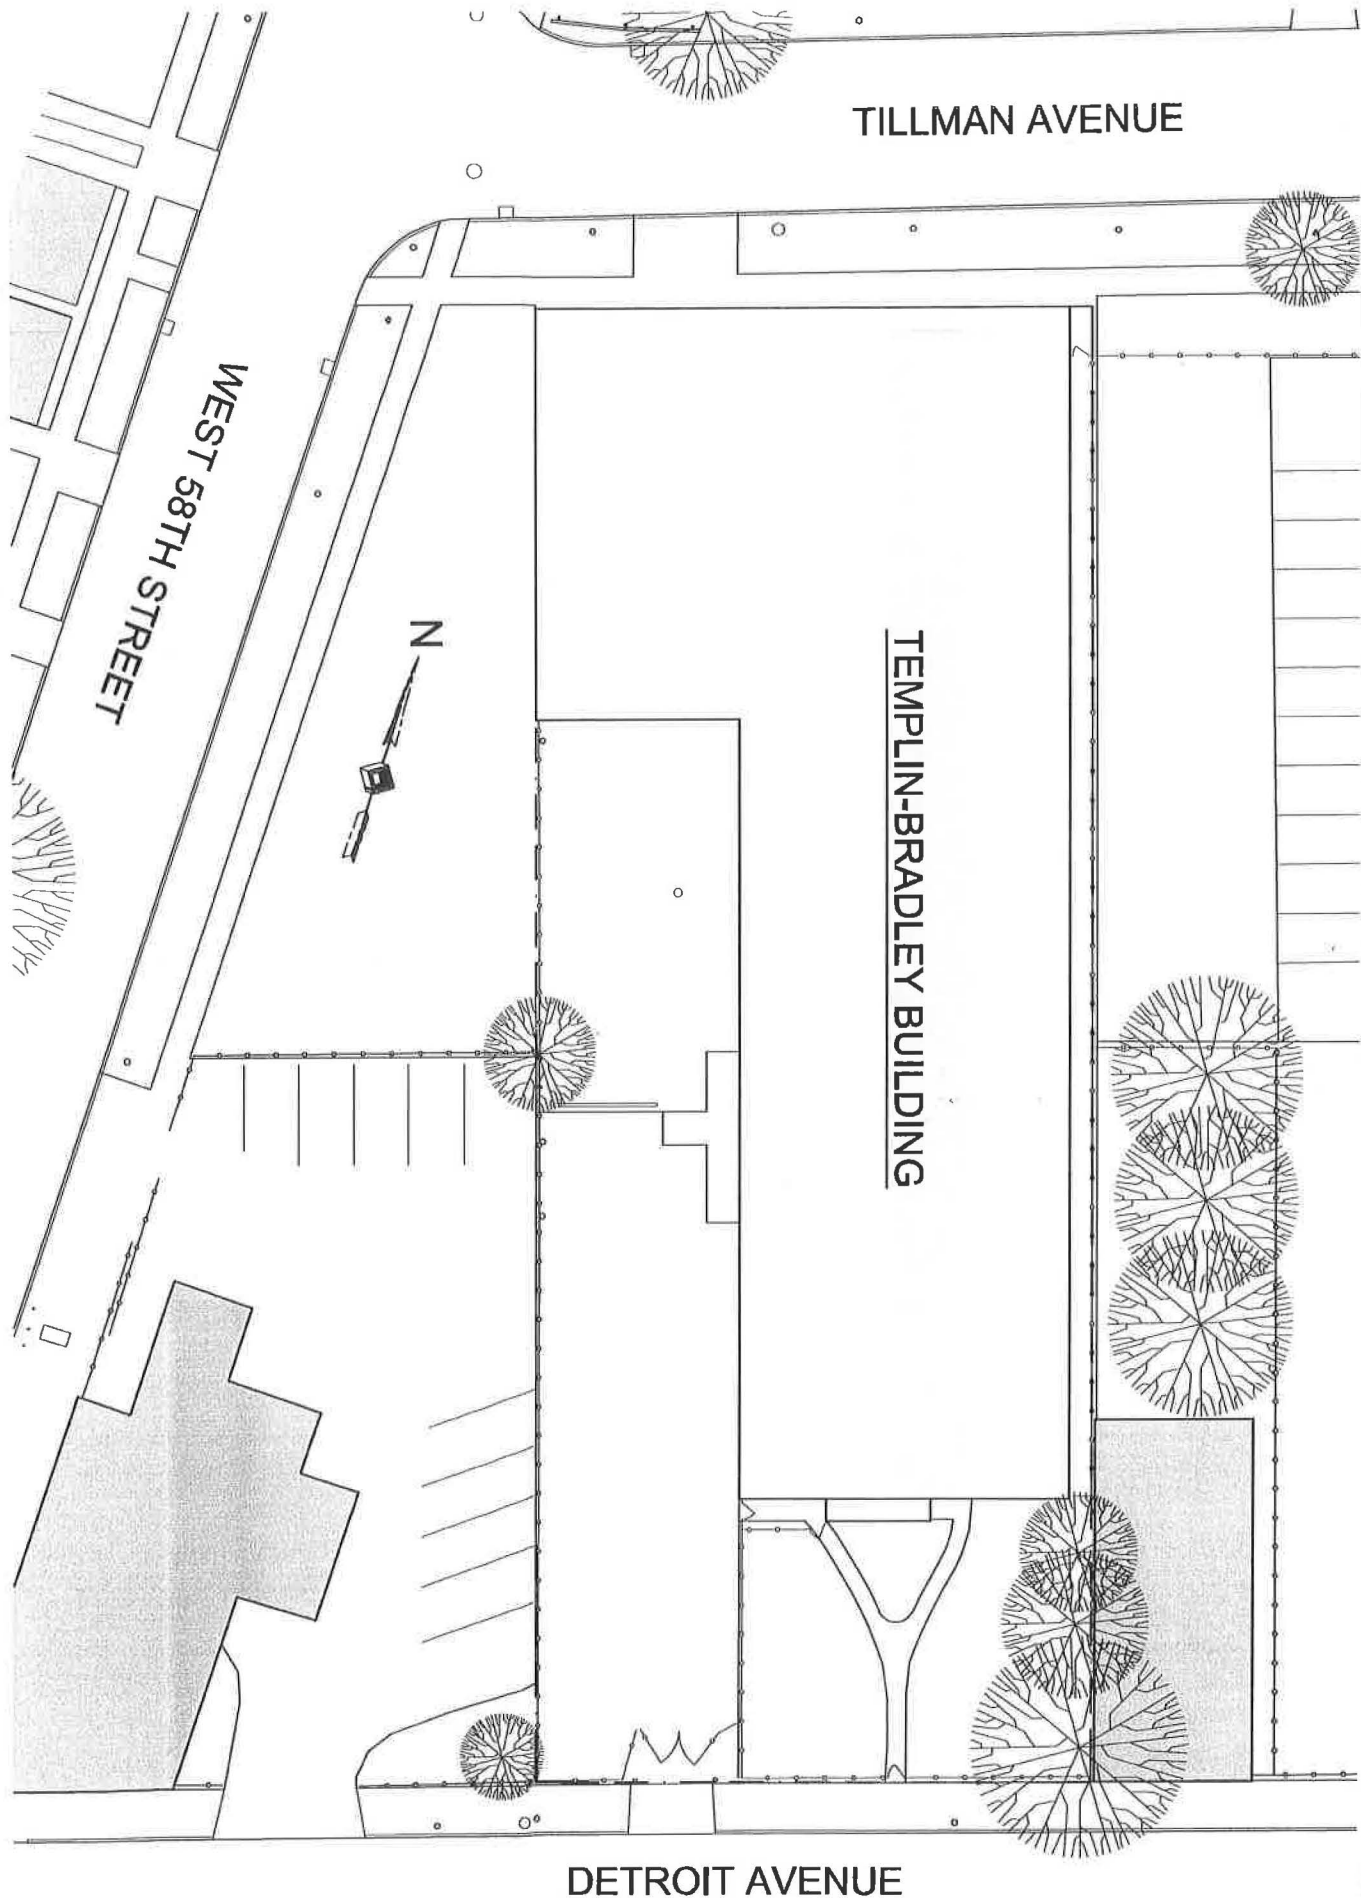 TILLMAN AVENUE
WEST 58TH STREET
N
TEMPLIN-BRADLEY BUILDING
DETROIT AVENUE